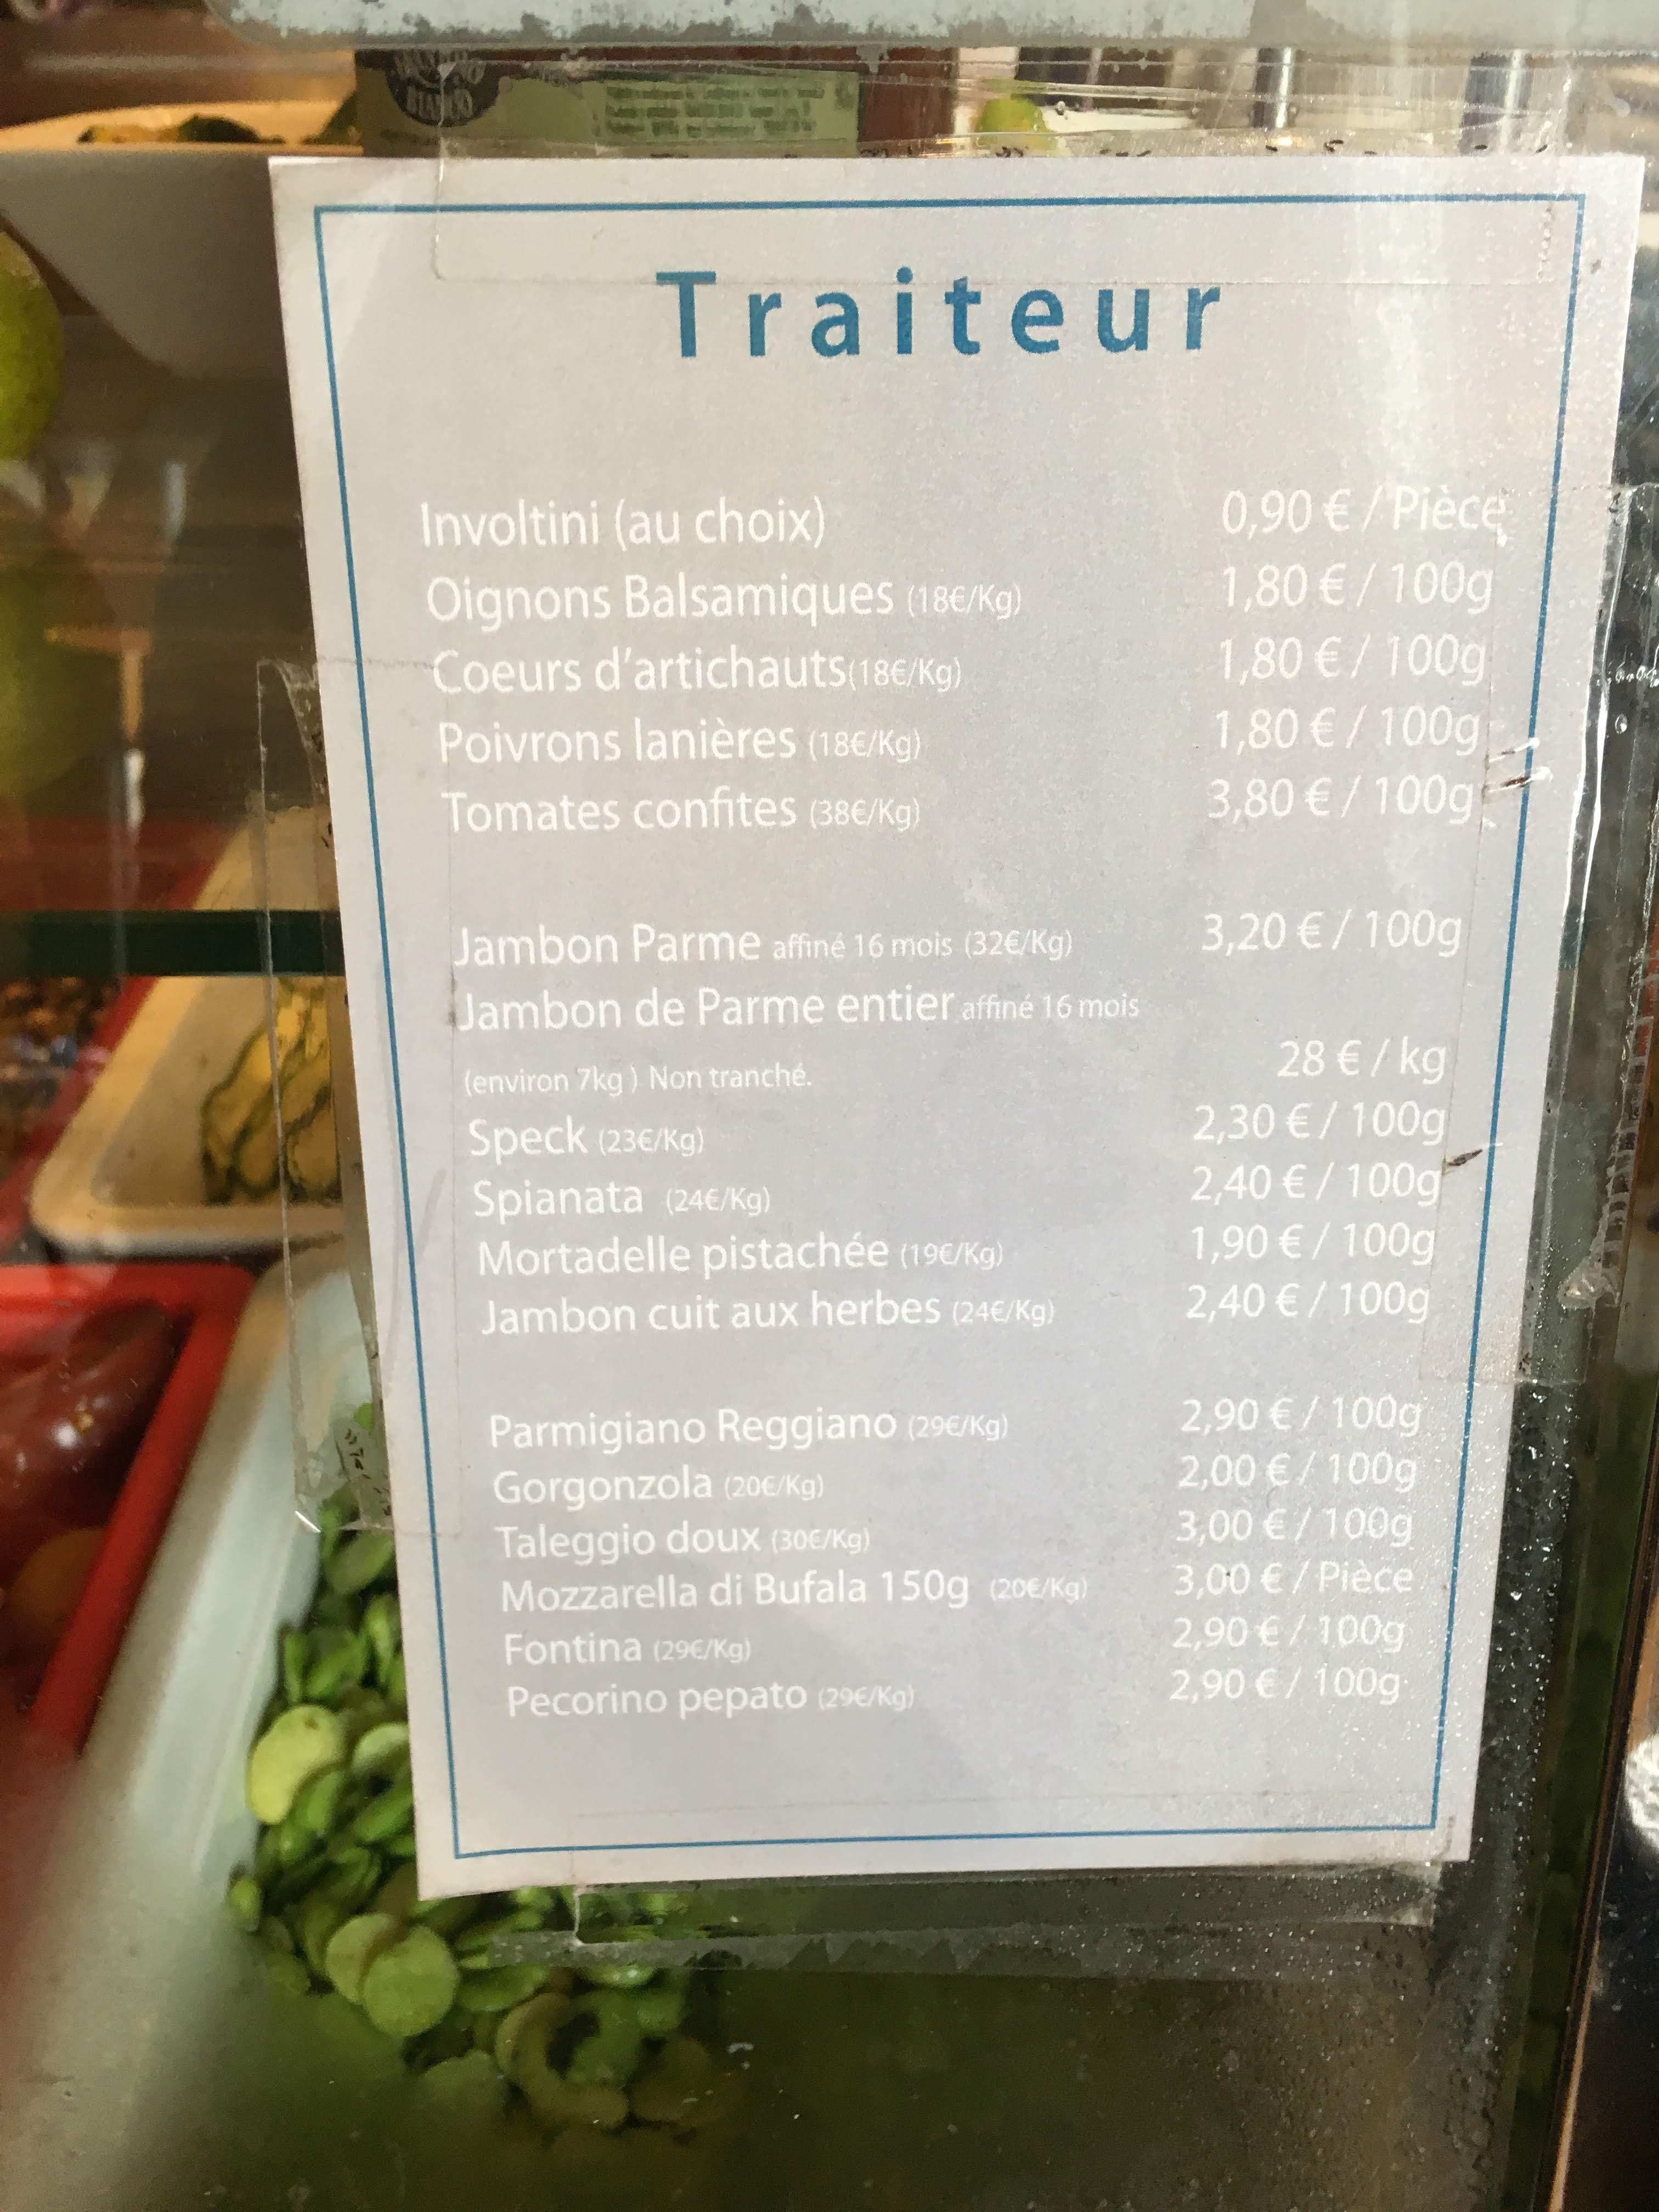 BIANCO
Traiteur
Involtini (au choix) 0,90 € / Pièce
Oignons Balsamiques (18€/Kg) 1,80 € / 100g
Coeurs d'artichauts(18€/Kg) 1,80 € / 100g
Poivrons lanières (18€/Kg) 1,80 € / 100g
Tomates confites (38€/Kg) 3,80 € / 100g
Jambon Parme affiné 16 mois (32€/Kg) 3,20 € / 100g
Jambon de Parme entier affiné 16 mois
(environ 7kg ) Non tranché. 28 € / kg
Speck (23€/Kg) 2,30 € / 100g
Spianata (24€/Kg) 2,40 € / 100g
Mortadelle pistachée (19€/Kg) 1,90 € / 100g
Jambon cuit aux herbes (24€/Kg) 2,40 € / 100g
Parmigiano Reggiano (29€/Kg) 2,90 € / 100g
Gorgonzola (20€/Kg) 2,00 € / 100g
Taleggio doux (30€/Kg) 3,00 € / 100g
Mozzarella di Bufala 150g (20€/Kg) 3,00 € / Pièce
Fontina (29€/Kg) 2,90 € / 100g
Pecorino pepato (29€/Kg) 2,90 € / 100g